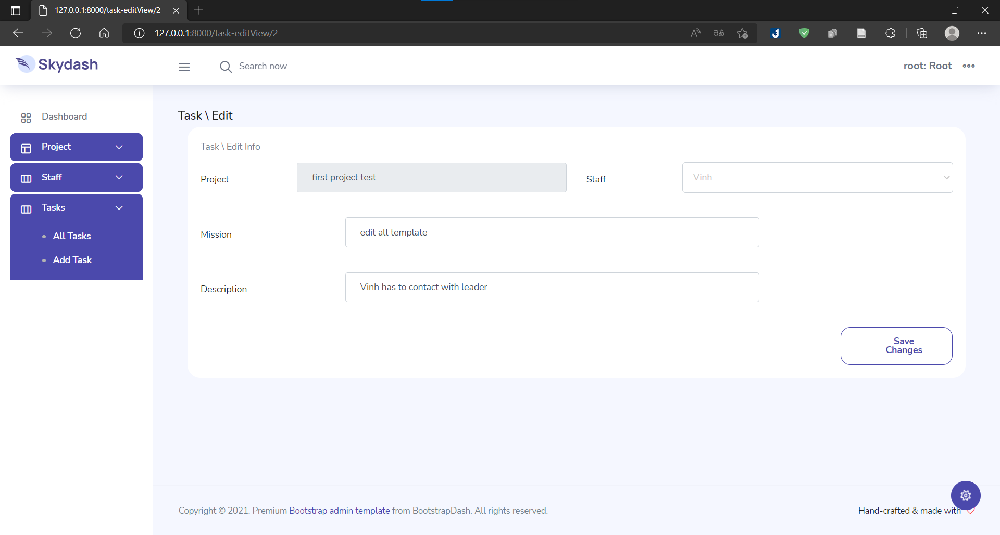 127.0.0.1:8000/task-editView/2
127.0.0.1:8000/task-editView/2
Skydash
Search now
root: Root
Dashboard
Project
Staff
Tasks
All Tasks
Add Task
Task \ Edit
Task \ Edit Info
Project
first project test
Staff
Vinh
Mission
edit all template
Description
Vinh has to contact with leader
Save
Changes
Copyright © 2021. Premium Bootstrap admin template from BootstrapDash. All rights reserved.
Hand-crafted & made with